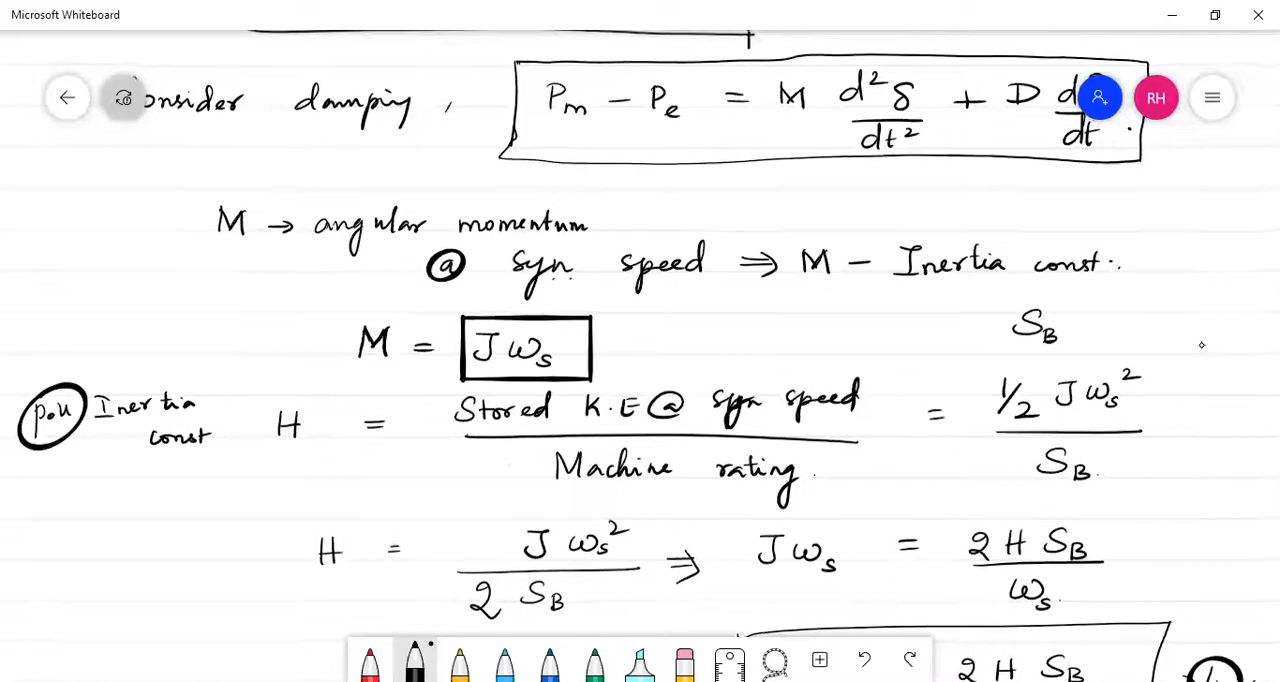 Microsoft Whiteboard
onsider damping, Pm - Pe = M d²δ/dt² + D d/dt.
RH
M → angular momentum
@ syn speed ⇒ M - Inertia const.
SB
M = Jωs
p.u Inertia const H = Stored K.E @ syn speed / Machine rating. = 1/2 Jωs² / SB.
H = Jωs² / 2 SB ⇒ Jωs = 2 H SB / ωs.
2 H SB